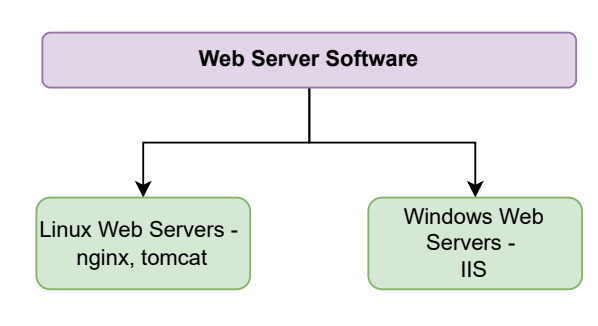 Web Server Software
Linux Web Servers -
nginx, tomcat
Windows Web
Servers -
IIS